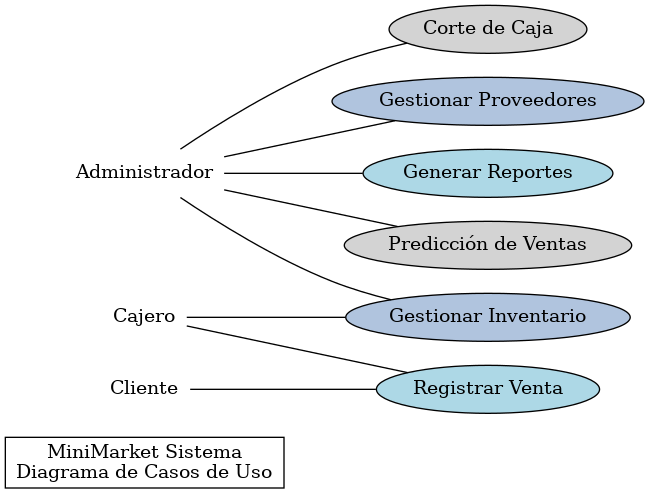 Corte de Caja
Gestionar Proveedores
Administrador
Generar Reportes
Predicción de Ventas
Cajero
Gestionar Inventario
Cliente
Registrar Venta
MiniMarket Sistema
Diagrama de Casos de Uso